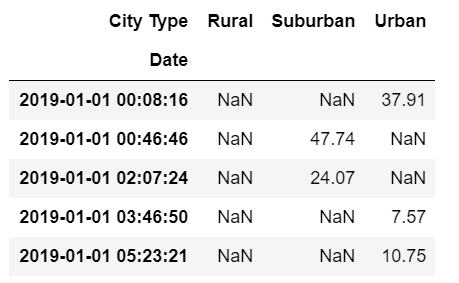 City Type Rural Suburban Urban
Date
2019-01-01 00:08:16 NaN NaN 37.91
2019-01-01 00:46:46 NaN 47.74 NaN
2019-01-01 02:07:24 NaN 24.07 NaN
2019-01-01 03:46:50 NaN NaN 7.57
2019-01-01 05:23:21 NaN NaN 10.75